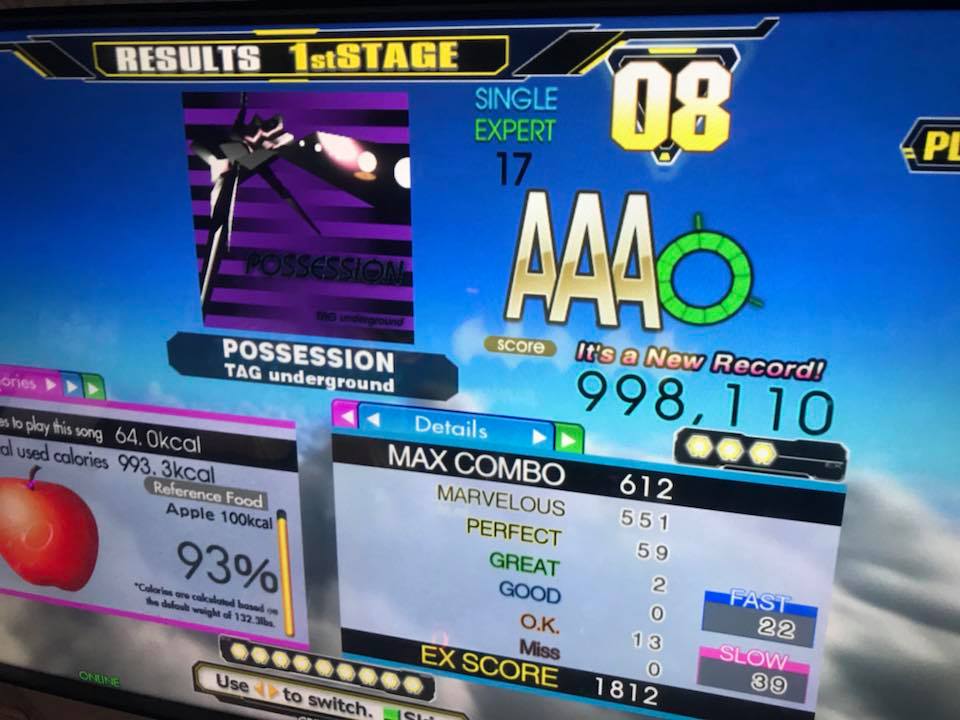 RESULTS 1stSTAGE
08
SINGLE
EXPERT
17
PL
AAA
POSSESSION
TAG underground
POSSESSION
TAG underground
score
It's a New Record!
998,110
ories
es to play this song 64.0kcal
al used calories 993.3kcal
Reference Food
Apple 100kcal
93%
*Calories are calculated based on
the default weight of 132.3lbs.
Details
MAX COMBO 612
MARVELOUS 551
PERFECT 59
GREAT 2
GOOD 0
O.K. 13
Miss 0
EX SCORE 1812
FAST
22
SLOW
39
ONLINE
Use to switch.